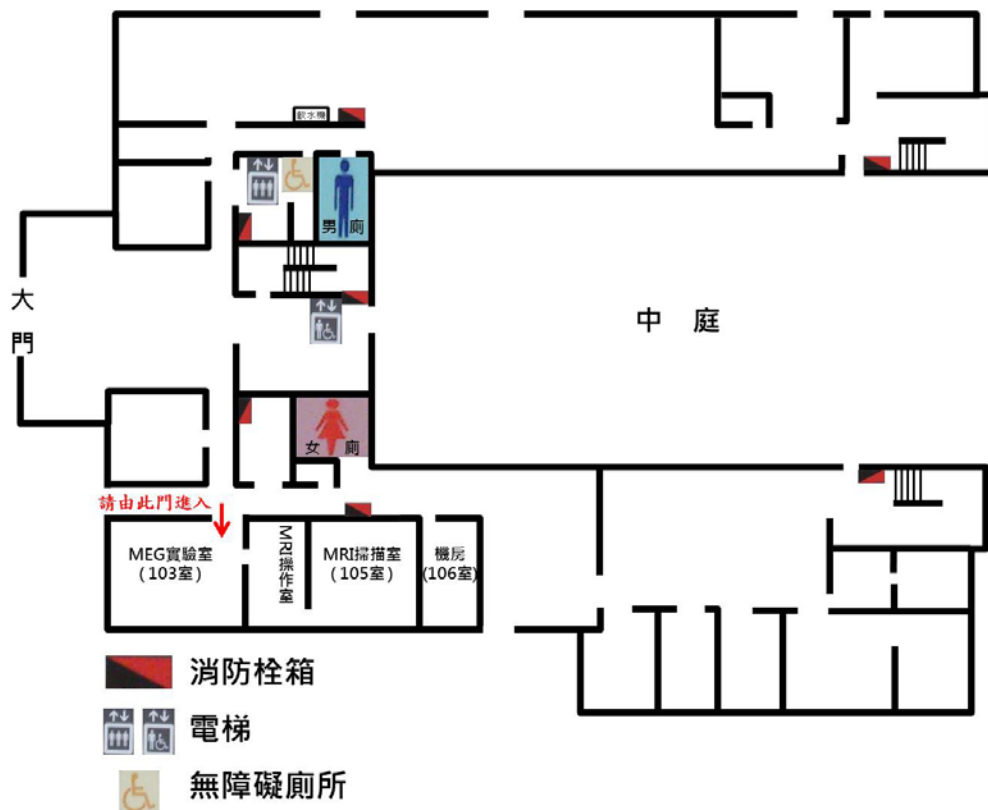 飲水機
男廁
大門
中庭
女廁
請由此門進入
MEG實驗室
(103室)
MRI操作室
MRI掃描室
(105室)
機房
(106室)
消防栓箱
電梯
無障礙廁所